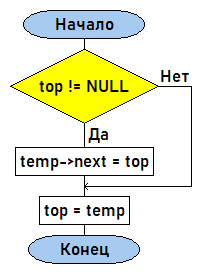 Начало
top != NULL
Нет
Да
temp->next = top
top = temp
Конец